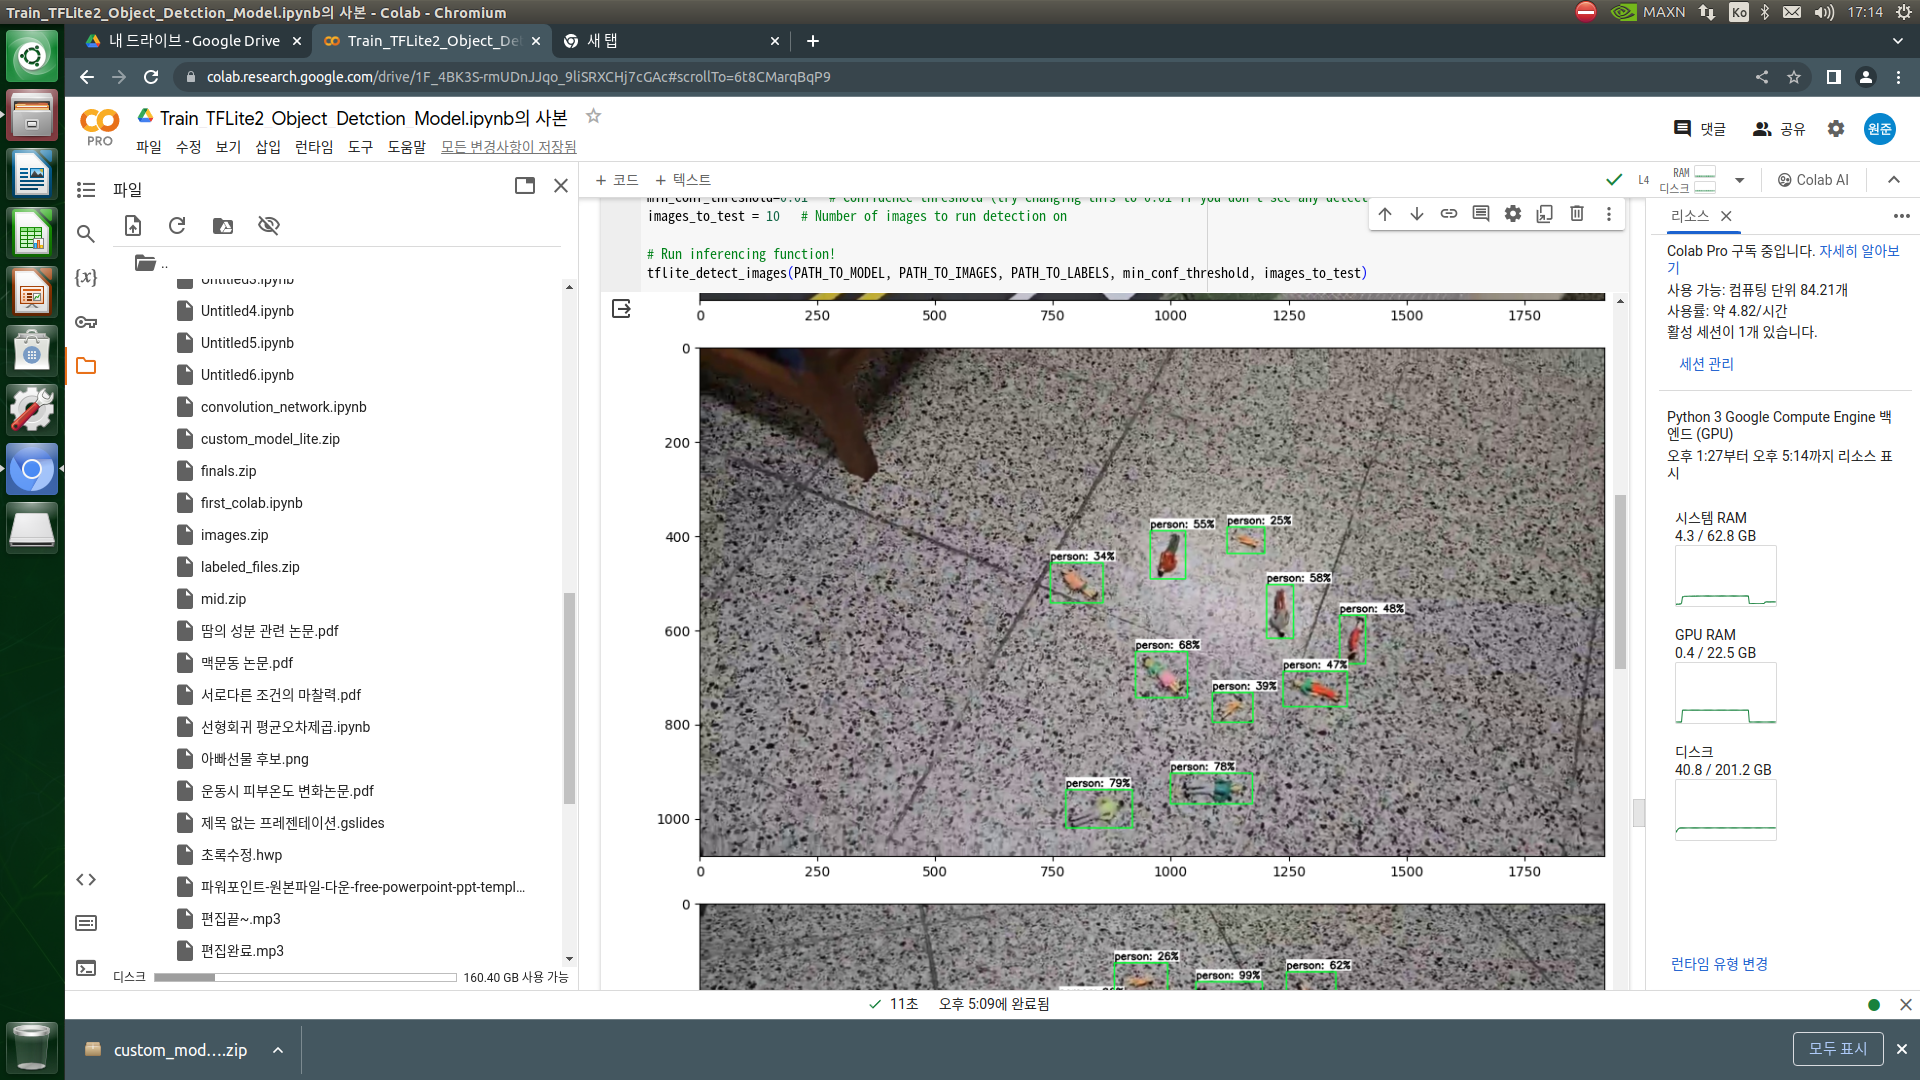 Train_TFLite2_Object_Detction_Model.ipynb의 사본 - Colab - Chromium
MAXN
Ko
17:14
내 드라이브 - Google Drive
Train_TFLite2_Object_De
새 탭
colab.research.google.com/drive/1F_4BK3S-rmUDnJJqo_9liSRXCHj7cGAc#scrollTo=6t8CMarqBqP9
PRO
Train_TFLite2_Object_Detction_Model.ipynb의 사본
파일 수정 보기 삽입 런타임 도구 도움말 모든 변경사항이 저장됨
댓글
공유
원준
파일
+ 코드 + 텍스트
L4
RAM
디스크
Colab AI
..
Untitled3.ipynb
Untitled4.ipynb
Untitled5.ipynb
Untitled6.ipynb
convolution_network.ipynb
custom_model_lite.zip
finals.zip
first_colab.ipynb
images.zip
labeled_files.zip
mid.zip
땀의 성분 관련 논문.pdf
맥문동 논문.pdf
서로다른 조건의 마찰력.pdf
선형회귀 평균오차제곱.ipynb
아빠선물 후보.png
운동시 피부온도 변화논문.pdf
제목 없는 프레젠테이션.gslides
초록수정.hwp
파워포인트-원본파일-다운-free-powerpoint-ppt-templ...
편집끝~.mp3
편집완료.mp3
디스크
160.40 GB 사용 가능
min_conf_threshold=0.01 # Confidence threshold (try changing this to 0.01 if you don't see any detec
images_to_test = 10 # Number of images to run detection on
# Run inferencing function!
tflite_detect_images(PATH_TO_MODEL, PATH_TO_IMAGES, PATH_TO_LABELS, min_conf_threshold, images_to_test)
0 250 500 750 1000 1250 1500 1750
0
200
400
600
800
1000
person: 55%
person: 25%
person: 34%
person: 58%
person: 48%
person: 68%
person: 47%
person: 39%
person: 78%
person: 79%
0 250 500 750 1000 1250 1500 1750
0
person: 26%
person: 99%
person: 62%
리소스
Colab Pro 구독 중입니다. 자세히 알아보
기
사용 가능: 컴퓨팅 단위 84.21개
사용률: 약 4.82/시간
활성 세션이 1개 있습니다.
세션 관리
Python 3 Google Compute Engine 백
엔드 (GPU)
오후 1:27부터 오후 5:14까지 리소스 표
시
시스템 RAM
4.3 / 62.8 GB
GPU RAM
0.4 / 22.5 GB
디스크
40.8 / 201.2 GB
런타임 유형 변경
11초 오후 5:09에 완료됨
custom_mod....zip
모두 표시